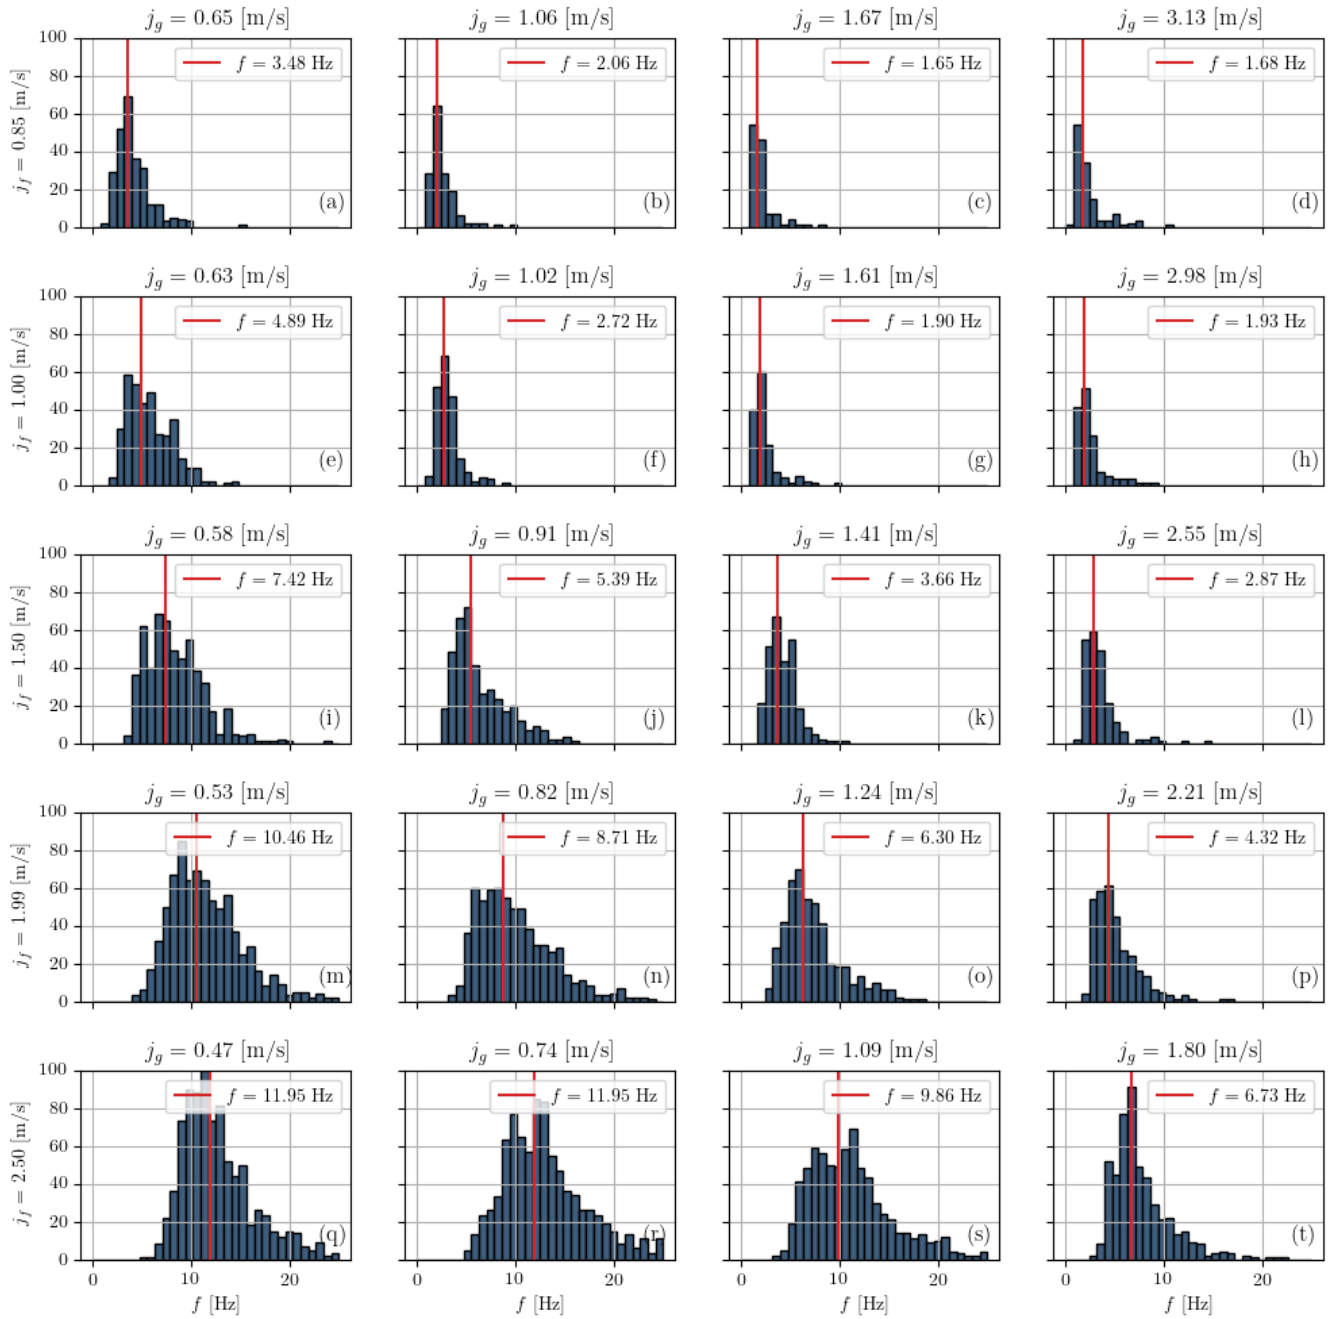 j_g = 0.65 [m/s] j_g = 1.06 [m/s] j_g = 1.67 [m/s] j_g = 3.13 [m/s]
j_f = 0.85 [m/s]
100
80
60
40
20
0
f = 3.48 Hz f = 2.06 Hz f = 1.65 Hz f = 1.68 Hz
(a) (b) (c) (d)
j_g = 0.63 [m/s] j_g = 1.02 [m/s] j_g = 1.61 [m/s] j_g = 2.98 [m/s]
j_f = 1.00 [m/s]
100
80
60
40
20
0
f = 4.89 Hz f = 2.72 Hz f = 1.90 Hz f = 1.93 Hz
(e) (f) (g) (h)
j_g = 0.58 [m/s] j_g = 0.91 [m/s] j_g = 1.41 [m/s] j_g = 2.55 [m/s]
j_f = 1.50 [m/s]
100
80
60
40
20
0
f = 7.42 Hz f = 5.39 Hz f = 3.66 Hz f = 2.87 Hz
(i) (j) (k) (l)
j_g = 0.53 [m/s] j_g = 0.82 [m/s] j_g = 1.24 [m/s] j_g = 2.21 [m/s]
j_f = 1.99 [m/s]
100
80
60
40
20
0
f = 10.46 Hz f = 8.71 Hz f = 6.30 Hz f = 4.32 Hz
(m) (n) (o) (p)
j_g = 0.47 [m/s] j_g = 0.74 [m/s] j_g = 1.09 [m/s] j_g = 1.80 [m/s]
j_f = 2.50 [m/s]
100
80
60
40
20
0
f = 11.95 Hz f = 11.95 Hz f = 9.86 Hz f = 6.73 Hz
(q) (r) (s) (t)
0 10 20 0 10 20 0 10 20 0 10 20
f [Hz] f [Hz] f [Hz] f [Hz]